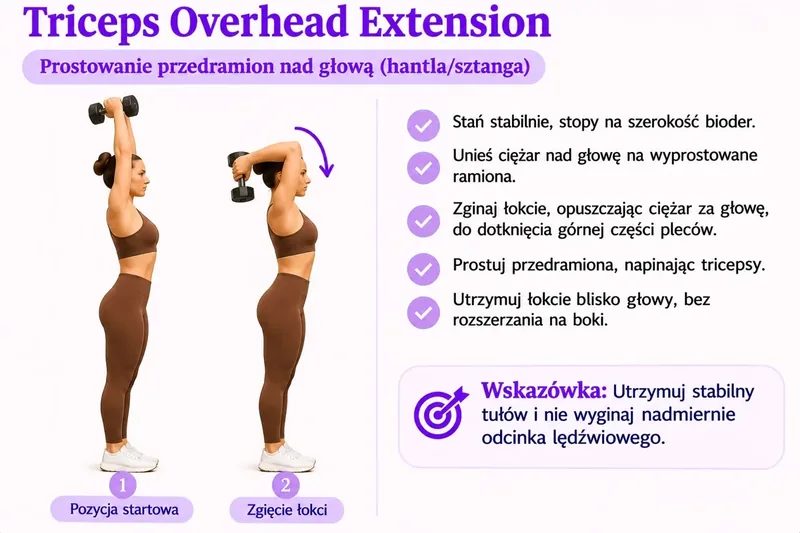 Triceps Overhead Extension
Prostowanie przedramion nad głową (hantla/sztanga)
Stań stabilnie, stopy na szerokość bioder.
Unieś ciężar nad głowę na wyprostowane
ramiona.
Zginaj łokcie, opuszczając ciężar za głowę,
do dotknięcia górnej części pleców.
Prostuj przedramiona, napinając tricepsy.
Utrzymuj łokcie blisko głowy, bez
rozszerzania na boki.
Wskazówka: Utrzymuj stabilny
tułów i nie wyginaj nadmiernie
odcinka lędźwiowego.
1
Pozycja startowa
2
Zgięcie łokci